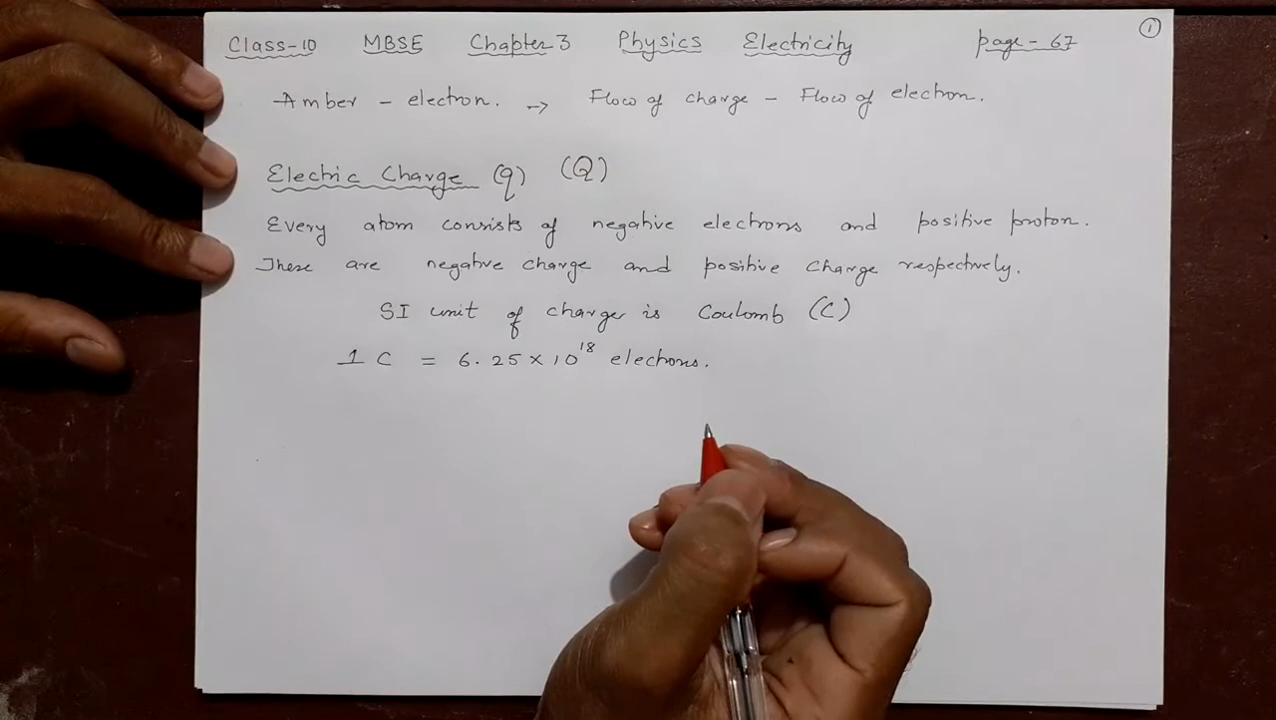 Class-10 MBSE Chapter 3 Physics Electricity page-67 ①
Amber - electron. → Flow of charge - Flow of electron.
Electric Charge (q) (Q)
Every atom consists of negative electrons and positive proton.
These are negative charge and positive charge respectively.
SI unit of charge is Coulomb (C)
1 C = 6.25 × 10¹⁸ electrons.